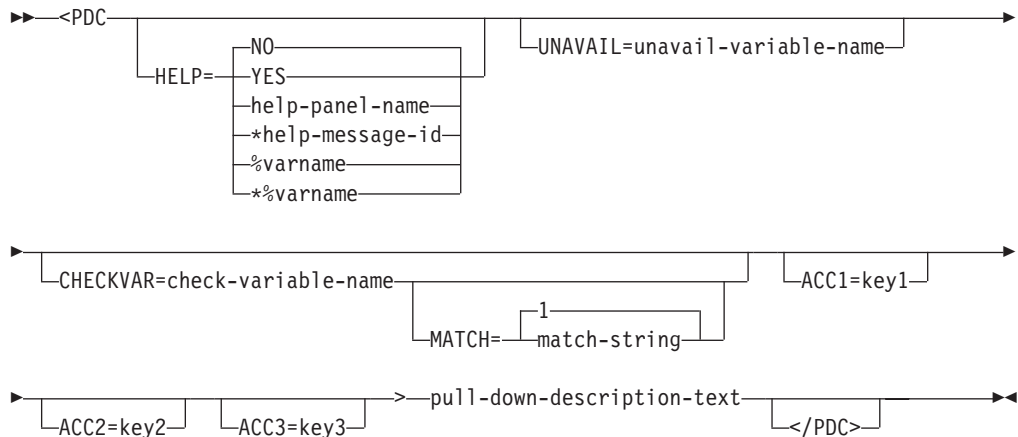 <PDC
HELP=
NO
YES
help-panel-name
*help-message-id
%varname
*%varname
UNAVAIL=unavail-variable-name
CHECKVAR=check-variable-name
MATCH=
1
match-string
ACC1=key1
ACC2=key2
ACC3=key3
>
pull-down-description-text
</PDC>